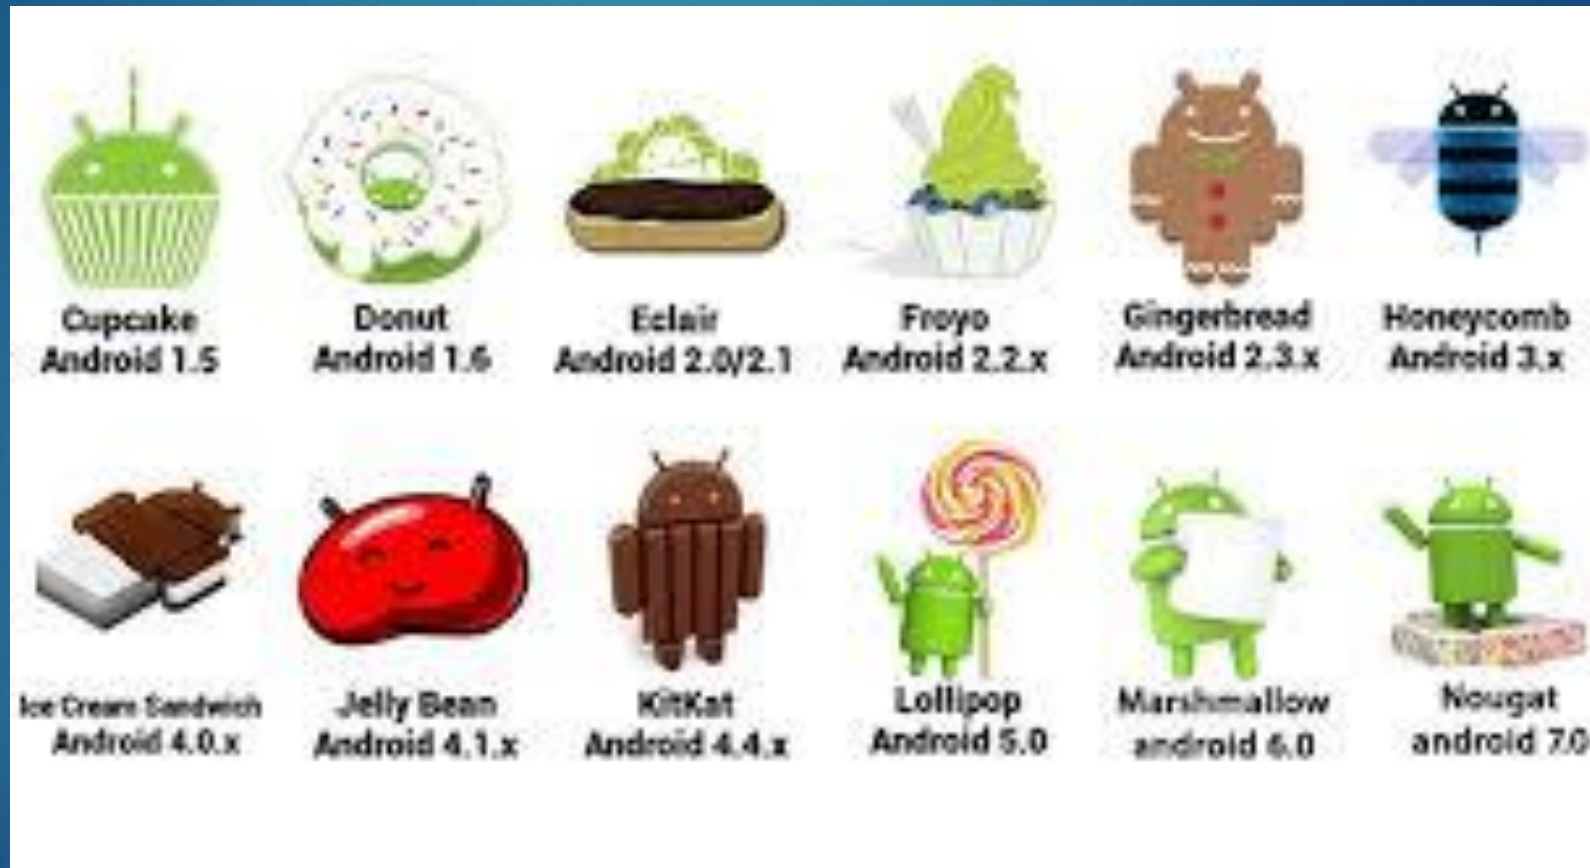 Cupcake
Android 1.5
Donut
Android 1.6
Eclair
Android 2.0/2.1
Froyo
Android 2.2.x
Gingerbread
Android 2.3.x
Honeycomb
Android 3.x
Ice Cream Sandwich
Android 4.0.x
Jelly Bean
Android 4.1.x
KitKat
Android 4.4.x
Lollipop
Android 5.0
Marshmallow
android 6.0
Nougat
android 7.0